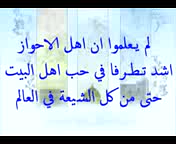 لم يعلموا ان اهل الاحواز
اشد تطرفا في حب اهل البيت
حتى من كل الشيعة في العالم